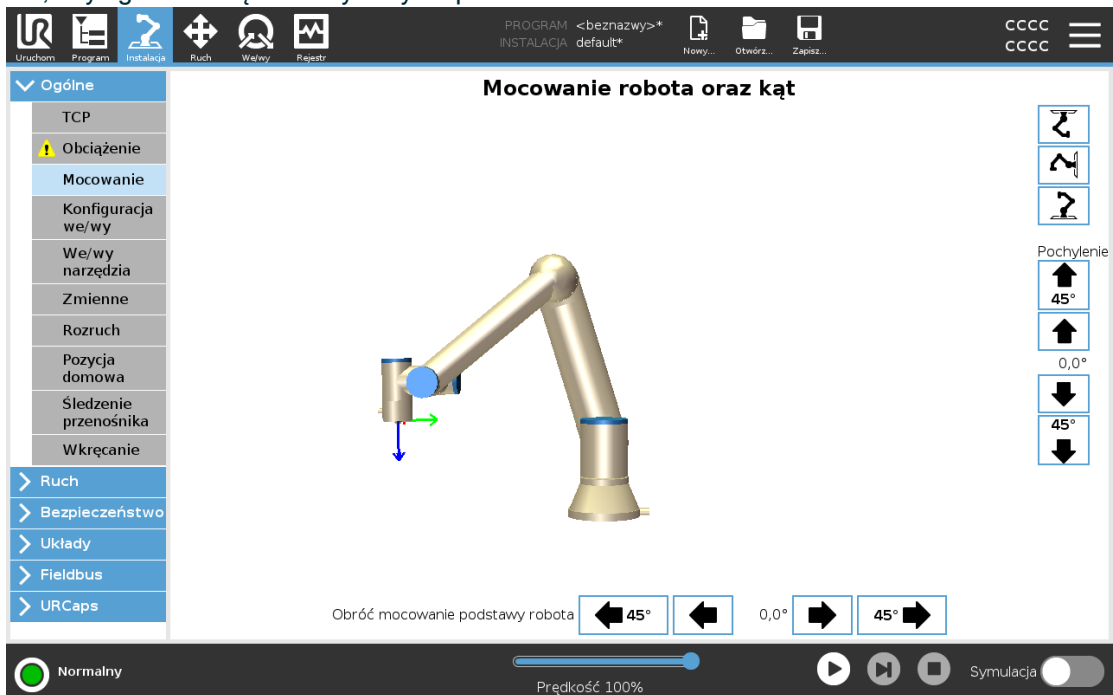 PROGRAM <beznazwy>*
INSTALACJA default*
UR
Uruchom
Program
Instalacja
Ruch
We/wy
Rejestr
Nowy...
Otwórz...
Zapisz...
CCCC
CCCC
Ogólne
TCP
Obciążenie
Mocowanie
Konfiguracja
we/wy
We/wy
narzędzia
Zmienne
Rozruch
Pozycja
domowa
Śledzenie
przenośnika
Wkręcanie
Ruch
Bezpieczeństwo
Układy
Fieldbus
URCaps
Mocowanie robota oraz kąt
Pochylenie
45°
0,0°
45°
Obróć mocowanie podstawy robota 45° 0,0° 45°
Normalny
Prędkość 100%
Symulacja